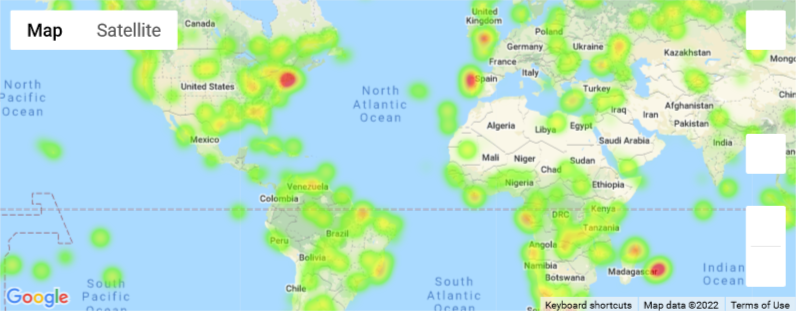 Map
Satellite
Canada
United States
Mexico
North
Pacific
Ocean
North
Atlantic
Ocean
Venezuela
Colombia
Peru
Brazil
Bolivia
Chile
South
Pacific
Ocean
South
Atlantic
Ocean
United
Kingdom
Poland
Germany
Ukraine
France
Spain
Italy
Turkey
Kazakhstan
Mongo
Chin
Iraq
Iran
Afghanistan
Pakistan
India
Algeria
Libya
Egypt
Saudi Arabia
Mali
Niger
Chad
Sudan
Nigeria
Ethiopia
DRC
Kenya
Tanzania
Angola
Namibia
Botswana
Madagascar
Indian
Ocean
Google
Keyboard shortcuts
Map data ©2022
Terms of Use